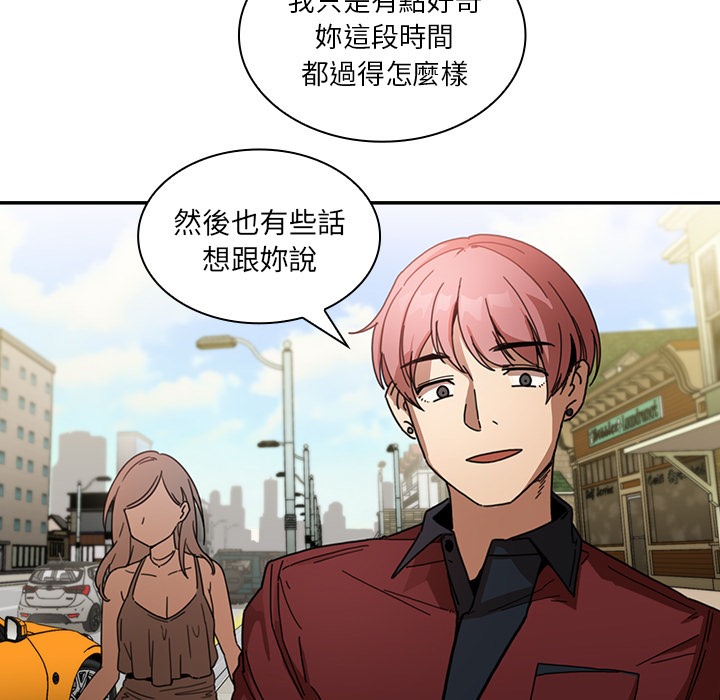 我只是有點好奇
妳這段時間
都過得怎麼樣
然後也有些話
想跟妳說